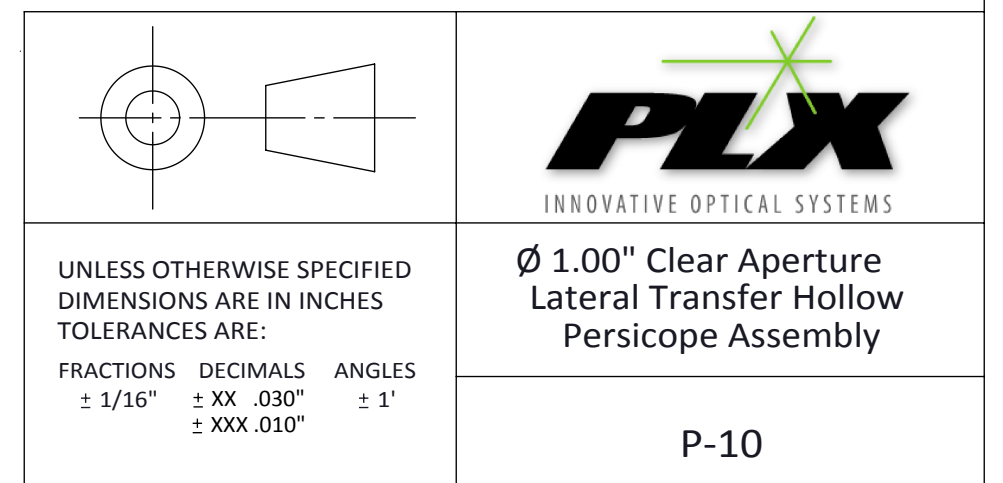 PLX
INNOVATIVE OPTICAL SYSTEMS
UNLESS OTHERWISE SPECIFIED
DIMENSIONS ARE IN INCHES
TOLERANCES ARE:
FRACTIONS DECIMALS ANGLES
± 1/16" ± XX .030" ± 1'
± XXX .010"
Ø 1.00" Clear Aperture
Lateral Transfer Hollow
Persicope Assembly
P-10